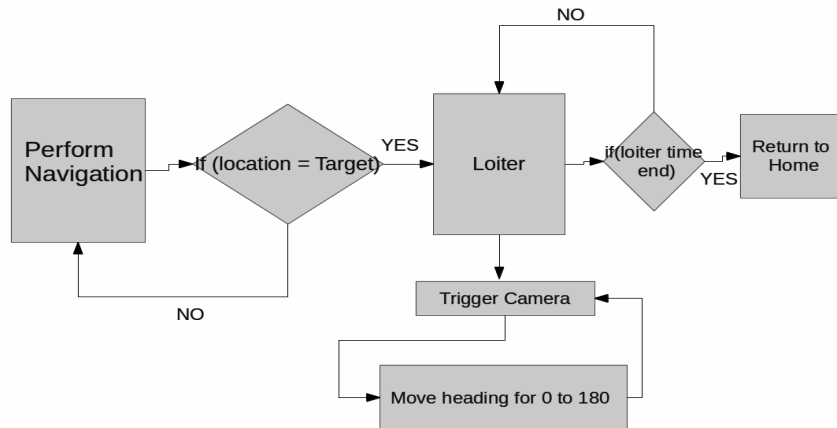 NO
Perform
Navigation
If (location = Target)
YES
Loiter
if(loiter time
end)
YES
Return to
Home
NO
Trigger Camera
Move heading for 0 to 180